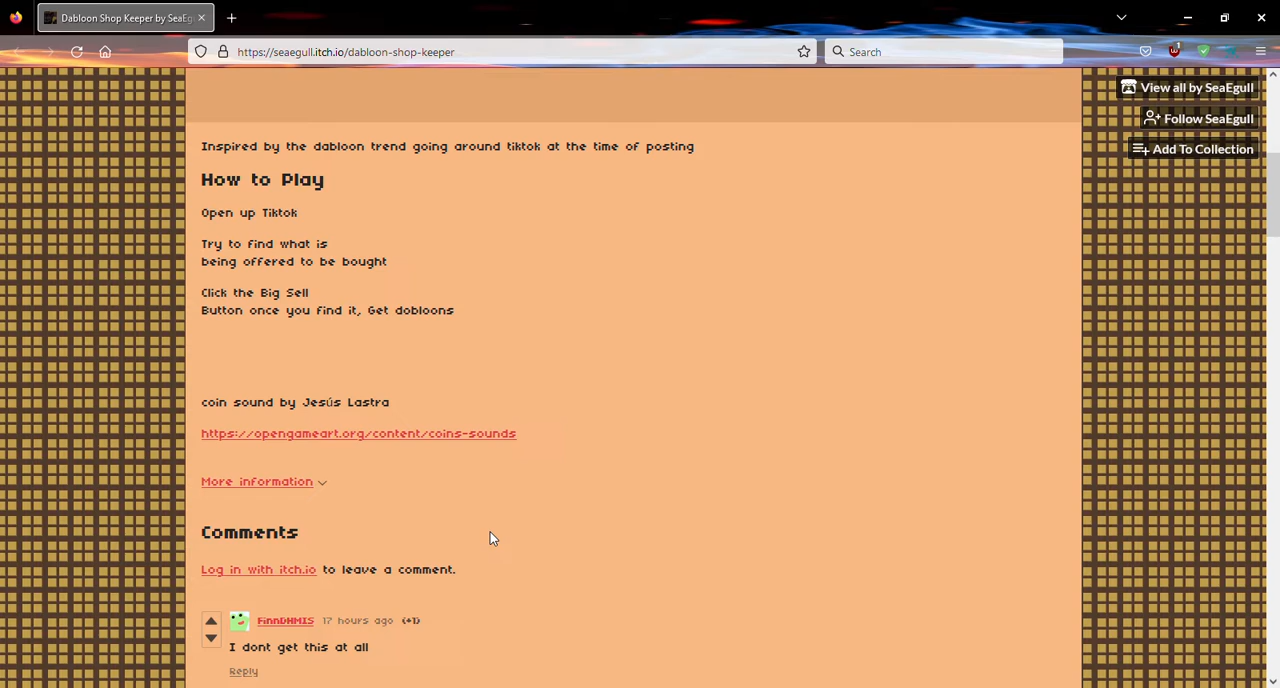 Dabloon Shop Keeper by SeaEg
https://seaegull.itch.io/dabloon-shop-keeper
Search
View all by SeaEgull
Follow SeaEgull
Add To Collection
Inspired by the dabloon trend going around tiktok at the time of posting
How to Play
Open up Tiktok
Try to find what is
being offered to be bought
Click the Big Sell
Button once you find it, Get dobloons
coin sound by Jesús Lastra
https://opengameart.org/content/coins-sounds
More information
Comments
Log in with itch.io to leave a comment.
FinnDHMIS 17 hours ago (+1)
I dont get this at all
Reply